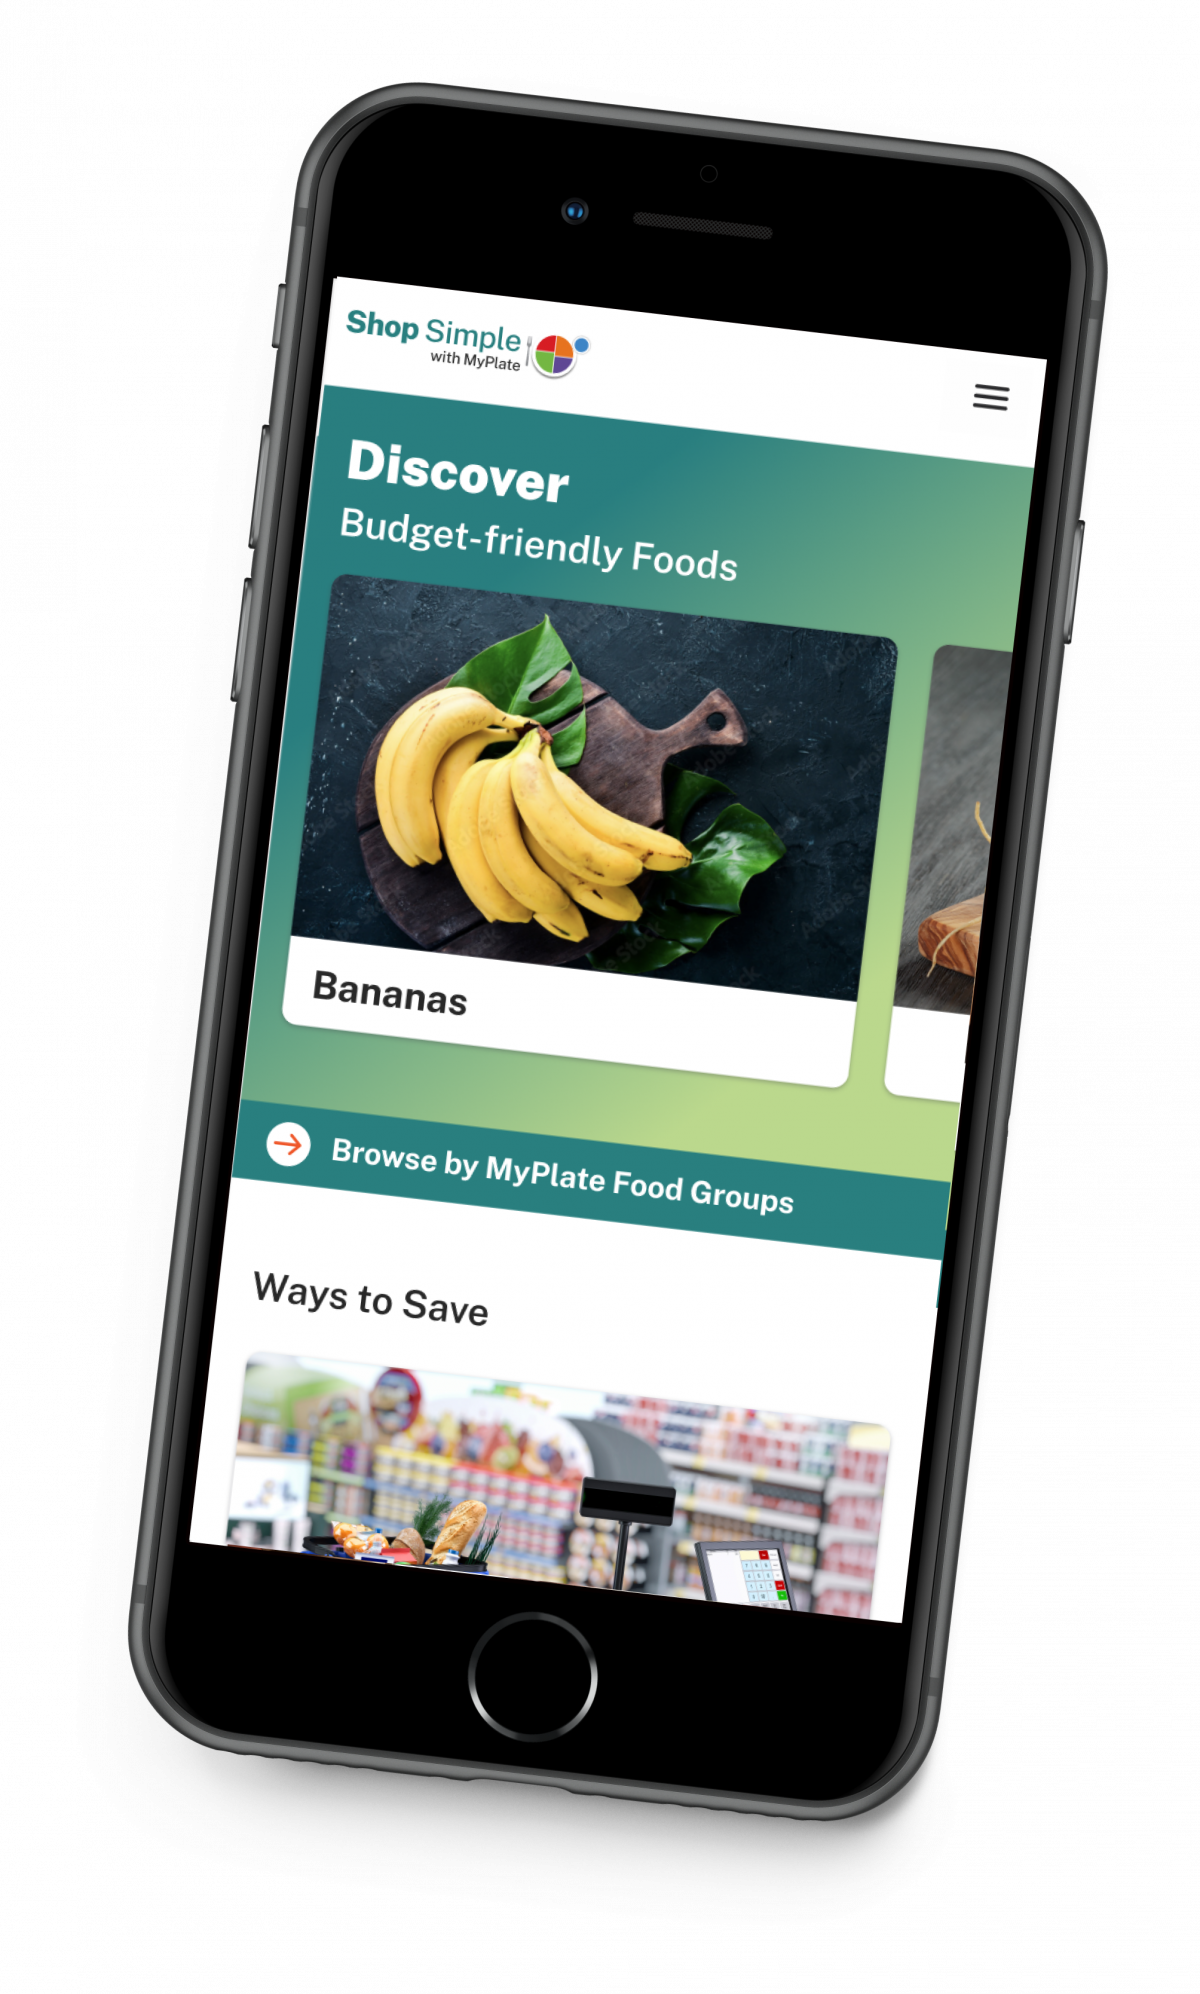 Shop Simple
with MyPlate
Discover
Budget-friendly Foods
Bananas
Browse by MyPlate Food Groups
Ways to Save